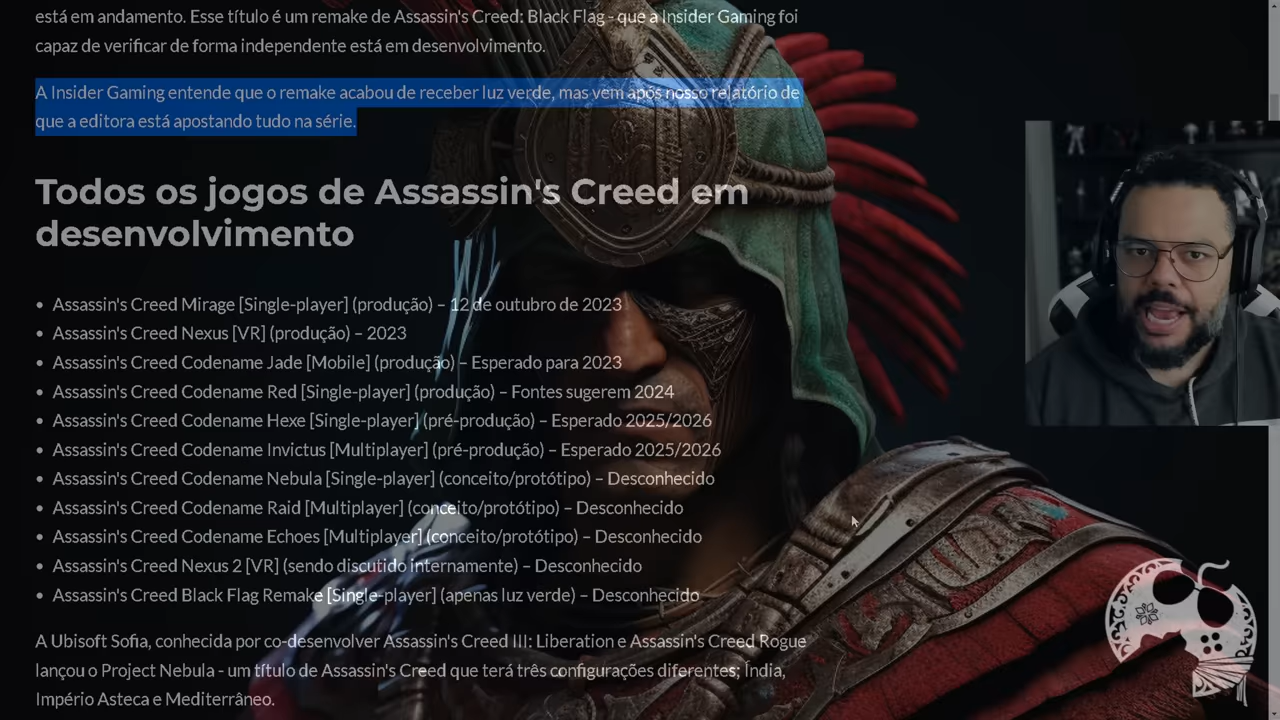 está em andamento. Esse título é um remake de Assassin's Creed: Black Flag - que a Insider Gaming foi
capaz de verificar de forma independente está em desenvolvimento.
A Insider Gaming entende que o remake acabou de receber luz verde, mas vem após nosso relatório de
que a editora está apostando tudo na série.
Todos os jogos de Assassin's Creed em
desenvolvimento
• Assassin's Creed Mirage [Single-player] (produção) – 12 de outubro de 2023
• Assassin's Creed Nexus [VR] (produção) – 2023
• Assassin's Creed Codename Jade [Mobile] (produção) – Esperado para 2023
• Assassin's Creed Codename Red [Single-player] (produção) – Fontes sugerem 2024
• Assassin's Creed Codename Hexe [Single-player] (pré-produção) – Esperado 2025/2026
• Assassin's Creed Codename Invictus [Multiplayer] (pré-produção) – Esperado 2025/2026
• Assassin's Creed Codename Nebula [Single-player] (conceito/protótipo) – Desconhecido
• Assassin's Creed Codename Raid [Multiplayer] (conceito/protótipo) – Desconhecido
• Assassin's Creed Codename Echoes [Multiplayer] (conceito/protótipo) – Desconhecido
• Assassin's Creed Nexus 2 [VR] (sendo discutido internamente) – Desconhecido
• Assassin's Creed Black Flag Remake [Single-player] (apenas luz verde) – Desconhecido
A Ubisoft Sofia, conhecida por co-desenvolver Assassin's Creed III: Liberation e Assassin's Creed Rogue
lançou o Project Nebula - um título de Assassin's Creed que terá três configurações diferentes; Índia,
Império Asteca e Mediterrâneo.